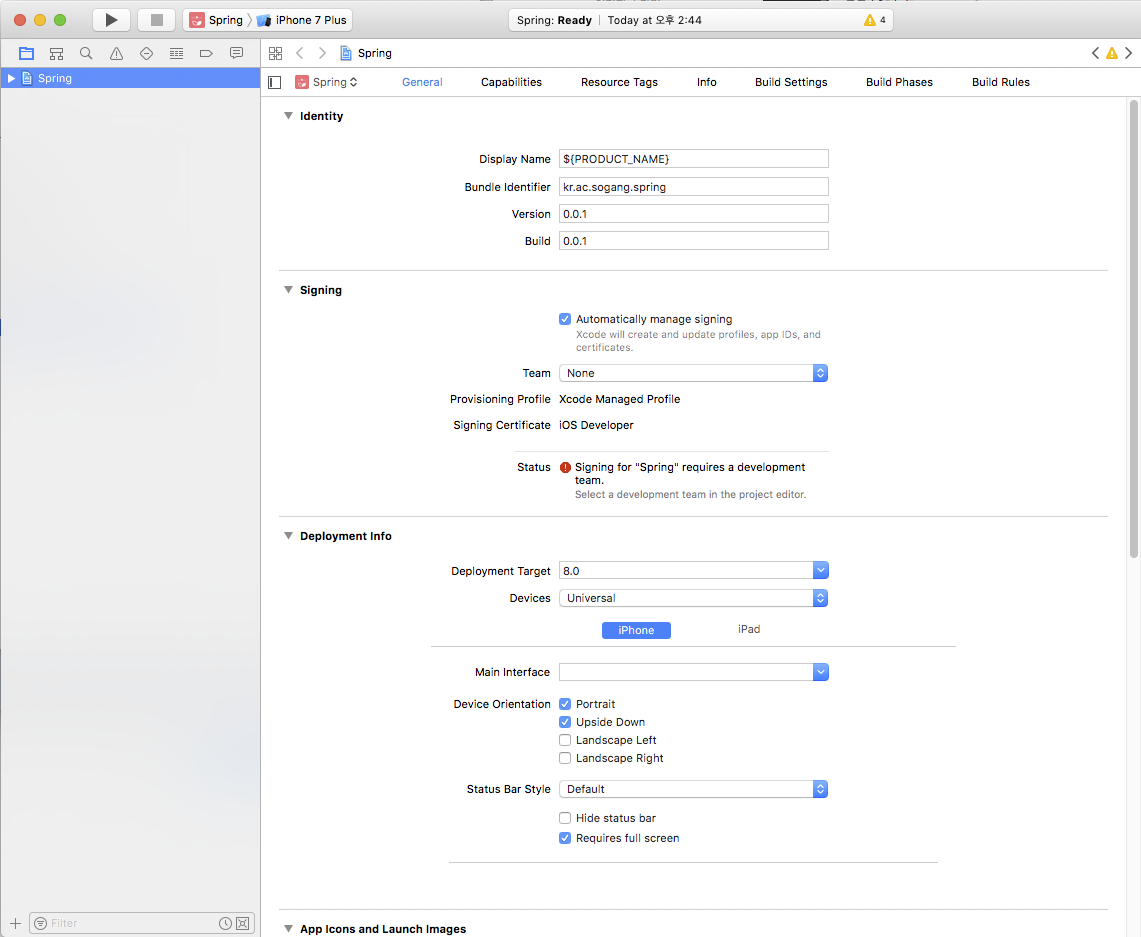 Spring
iPhone 7 Plus
Spring: Ready
Today at 오후 2:44
4
Spring
Spring
Spring
General
Capabilities
Resource Tags
Info
Build Settings
Build Phases
Build Rules
Identity
Display Name ${PRODUCT_NAME}
Bundle Identifier kr.ac.sogang.spring
Version 0.0.1
Build 0.0.1
Signing
Automatically manage signing
Xcode will create and update profiles, app IDs, and
certificates.
Team None
Provisioning Profile Xcode Managed Profile
Signing Certificate iOS Developer
Status Signing for "Spring" requires a development
team.
Select a development team in the project editor.
Deployment Info
Deployment Target 8.0
Devices Universal
iPhone iPad
Main Interface
Device Orientation Portrait
Upside Down
Landscape Left
Landscape Right
Status Bar Style Default
Hide status bar
Requires full screen
Filter
App Icons and Launch Images